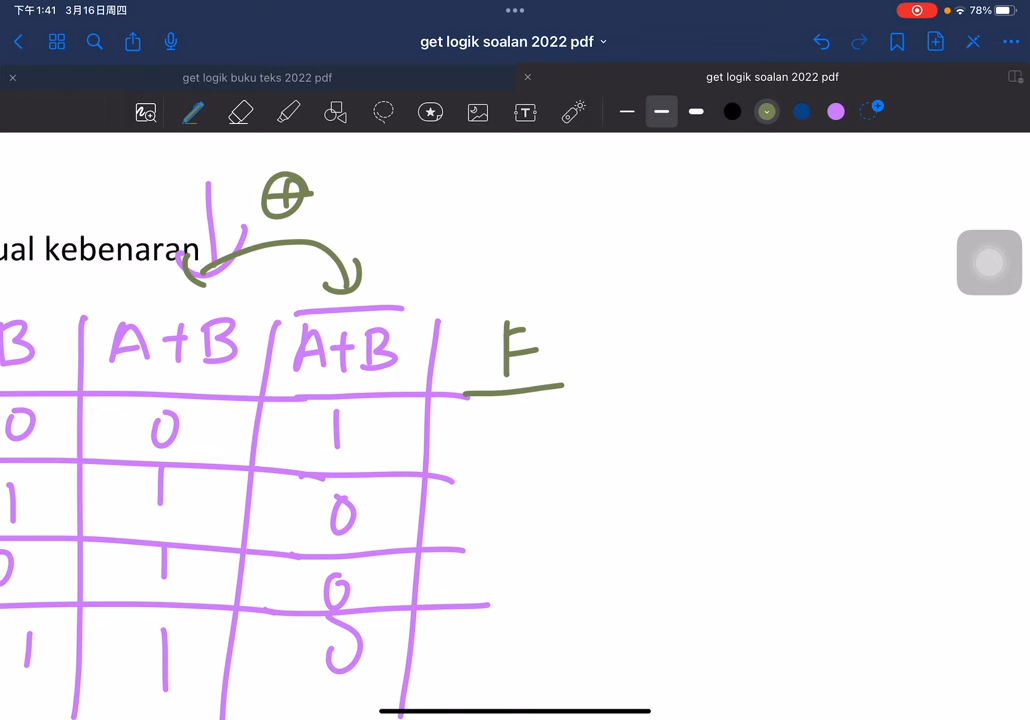 下午1:41 3月16日周四
78%
get logik soalan 2022 pdf
get logik buku teks 2022 pdf
get logik soalan 2022 pdf
⊕
ual kebenaran
B A+B A̅+̅B̅ F
0 0 1
1 1 0
0 1 0
1 1 0